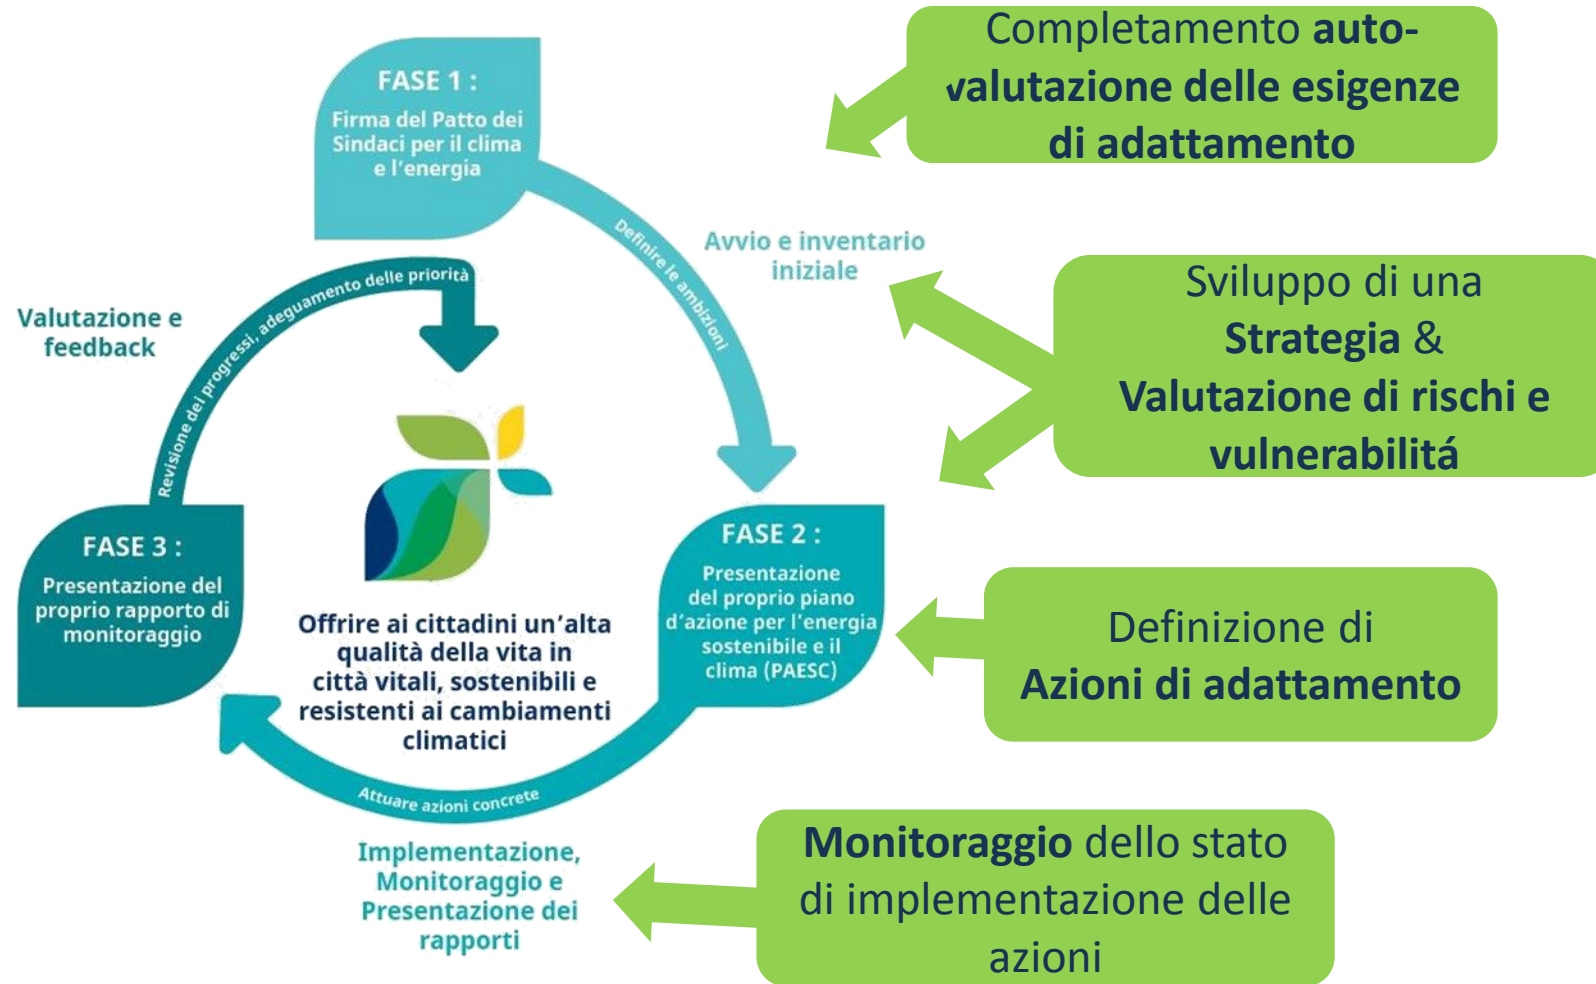 FASE 1 :
Firma del Patto dei
Sindaci per il clima
e l'energia
Completamento auto-
valutazione delle esigenze
di adattamento
Definire le ambizioni
Avvio e inventario
iniziale
Sviluppo di una
Strategia &
Valutazione di rischi e
vulnerabilitá
Valutazione e
feedback
Revisione dei progressi, adeguamento delle priorità
FASE 2 :
Presentazione
del proprio piano
d'azione per l'energia
sostenibile e il
clima (PAESC)
Definizione di
Azioni di adattamento
FASE 3 :
Presentazione del
proprio rapporto di
monitoraggio
Offrire ai cittadini un'alta
qualità della vita in
città vitali, sostenibili e
resistenti ai cambiamenti
climatici
Attuare azioni concrete
Implementazione,
Monitoraggio e
Presentazione dei
rapporti
Monitoraggio dello stato
di implementazione delle
azioni